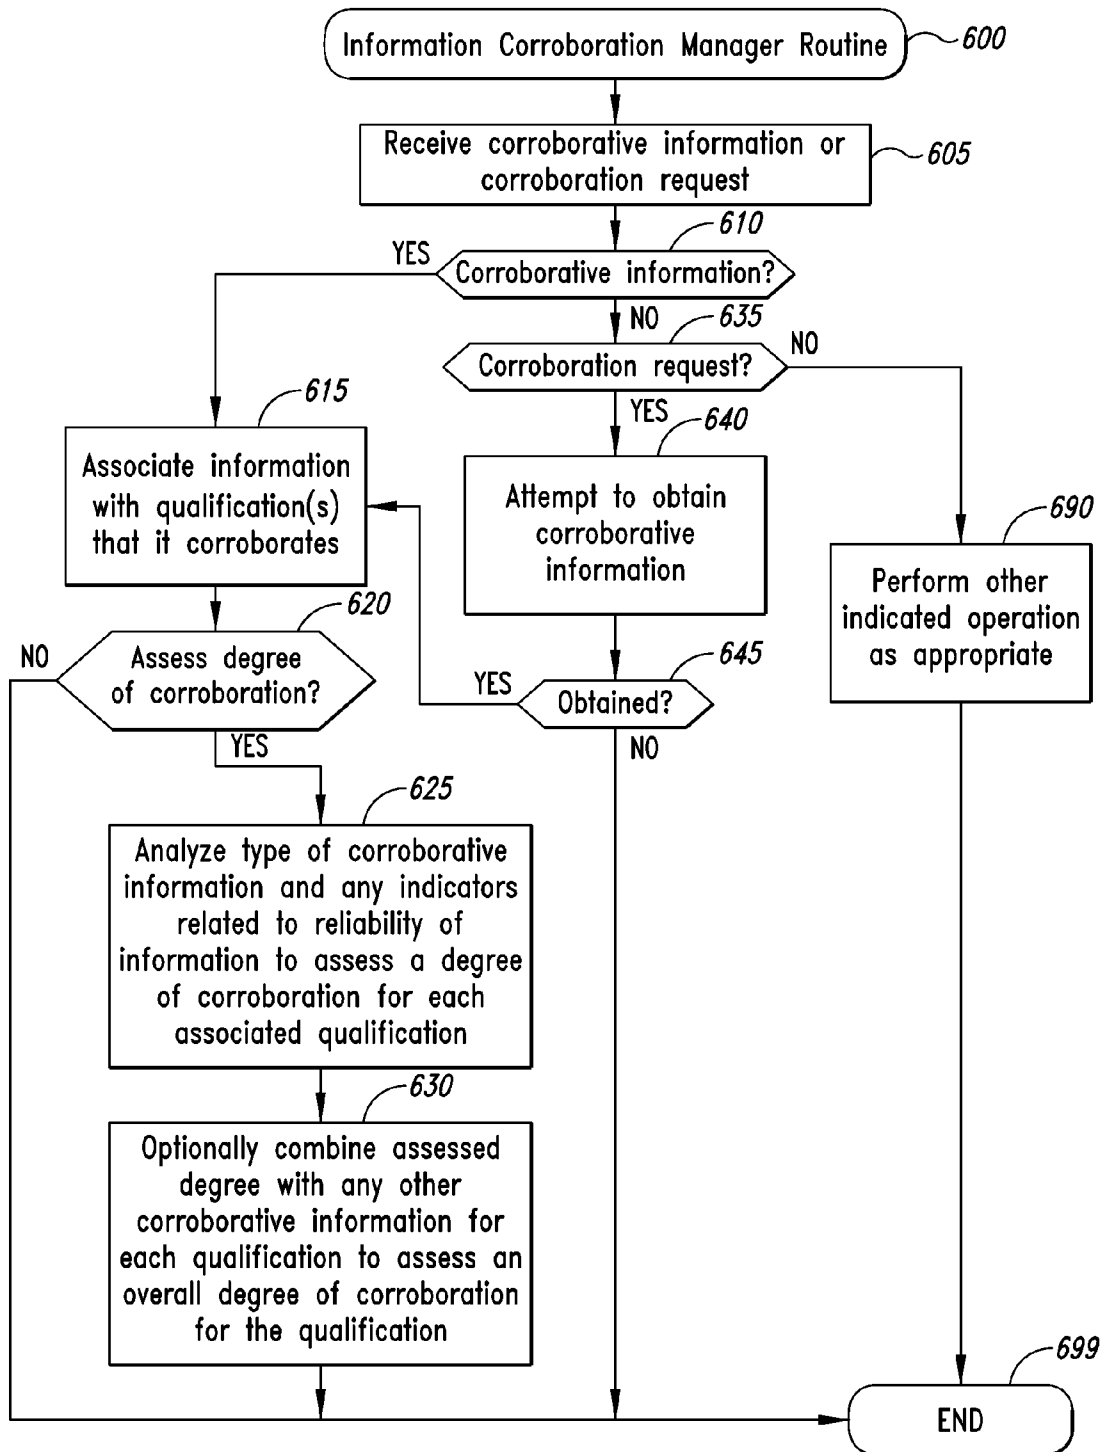 Information Corroboration Manager Routine
600
Receive corroborative information or
corroboration request
605
610
YES
Corroborative information?
NO
635
Corroboration request?
NO
615
YES
640
Associate information
with qualification(s)
that it corroborates
Attempt to obtain
corroborative
information
690
Perform other
indicated operation
as appropriate
620
NO
Assess degree
of corroboration?
YES
645
YES
Obtained?
NO
625
Analyze type of corroborative
information and any indicators
related to reliability of
information to assess a degree
of corroboration for each
associated qualification
630
Optionally combine assessed
degree with any other
corroborative information for
each qualification to assess an
overall degree of corroboration
for the qualification
699
END